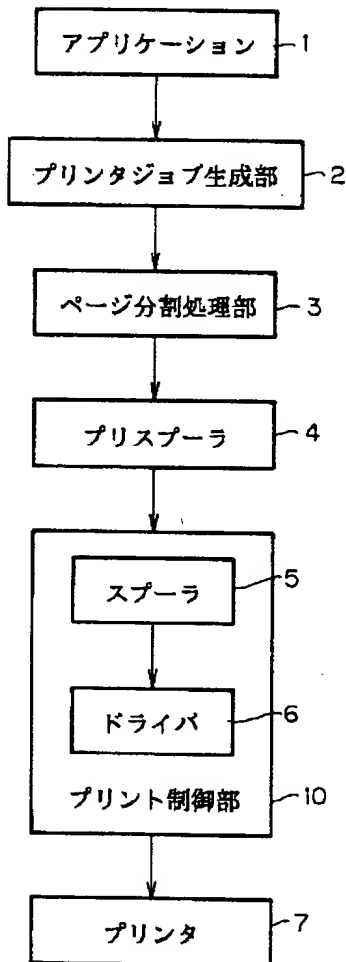 アプリケーション 1
プリンタジョブ生成部 2
ページ分割処理部 3
プリスプーラ 4
スプーラ 5
ドライバ 6
プリント制御部 10
プリンタ 7